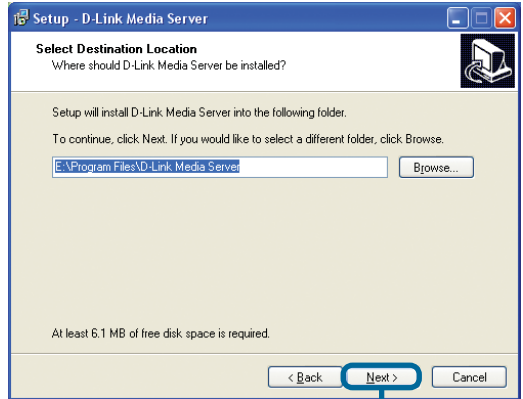 Setup - D-Link Media Server
Select Destination Location
Where should D-Link Media Server be installed?
Setup will install D-Link Media Server into the following folder.
To continue, click Next. If you would like to select a different folder, click Browse.
E:\Program Files\D-Link Media Server
Browse...
At least 6.1 MB of free disk space is required.
< Back
Next >
Cancel